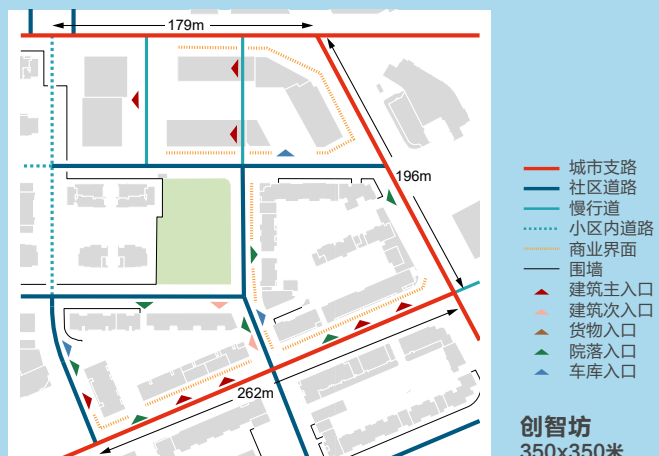 179m
196m
262m
城市支路
社区道路
慢行道
小区内道路
商业界面
围墙
建筑主入口
建筑次入口
货物入口
院落入口
车库入口
创智坊
350x350米